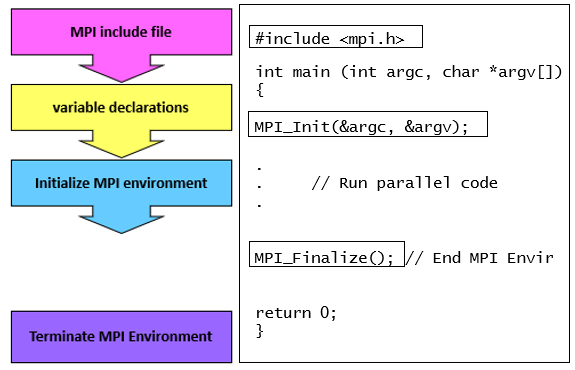 MPI include file
variable declarations
Initialize MPI environment
Terminate MPI Environment
#include <mpi.h>
int main (int argc, char *argv[])
{
MPI_Init(&argc, &argv);
.
. // Run parallel code
.
MPI_Finalize(); // End MPI Envir
return 0;
}